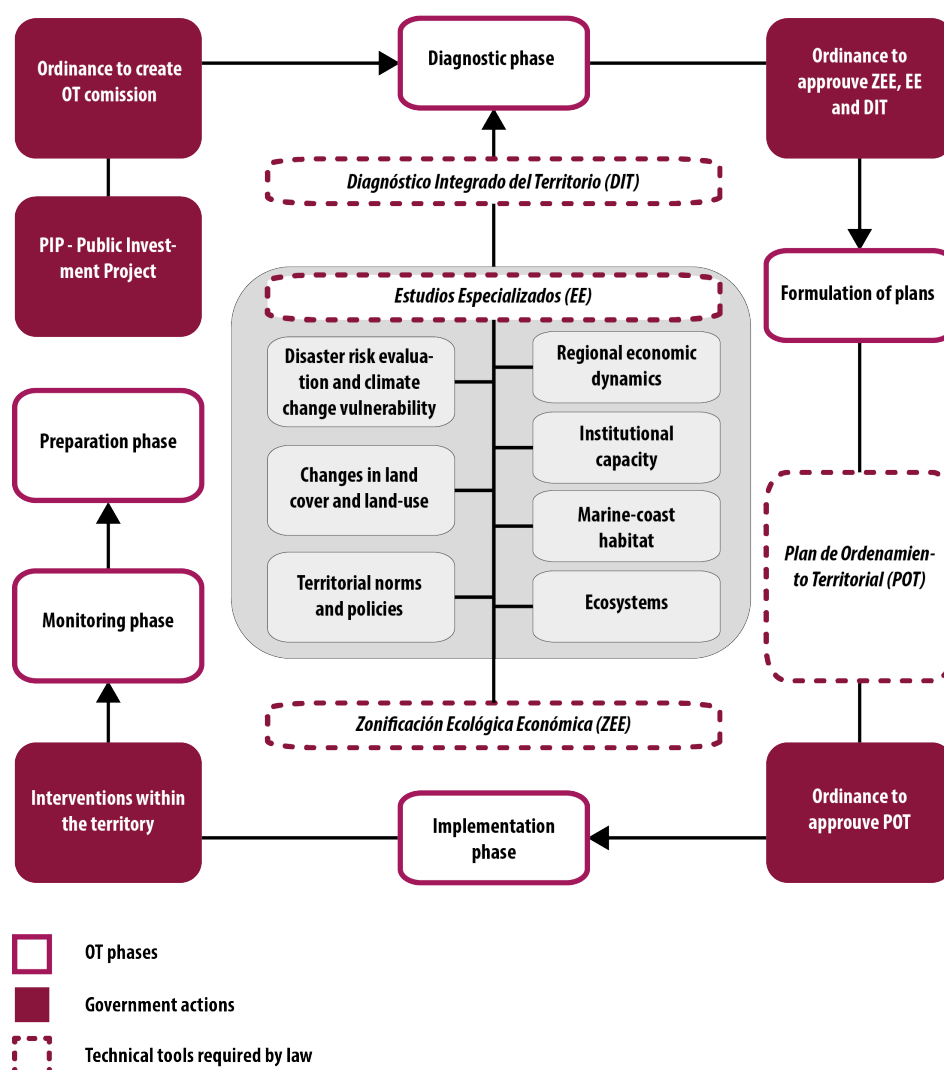 Ordinance to create
OT comission
Diagnostic phase
Ordinance to
approuve ZEE, EE
and DIT
Diagnóstico Integrado del Territorio (DIT)
PIP - Public Invest-
ment Project
Estudios Especializados (EE)
Formulation of plans
Disaster risk evalua-
tion and climate
change vulnerability
Regional economic
dynamics
Preparation phase
Institutional
capacity
Changes in land
cover and land-use
Marine-coast
habitat
Plan de Ordenamien-
to Territorial (POT)
Territorial norms
and policies
Ecosystems
Monitoring phase
Zonificación Ecológica Económica (ZEE)
Interventions within
the territory
Implementation
phase
Ordinance to
approuve POT
OT phases
Government actions
Technical tools required by law